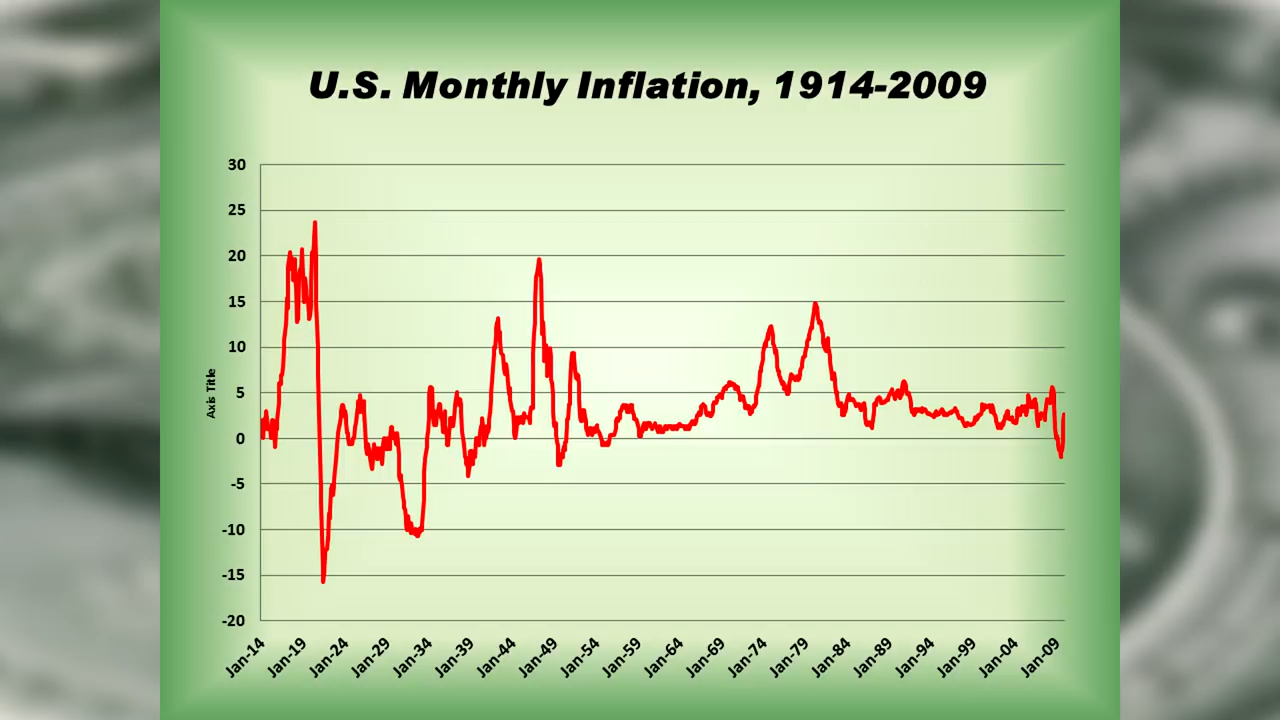 U.S. Monthly Inflation, 1914-2009
30
25
20
15
10
5
0
-5
-10
-15
-20
Axis Title
Jan-14
Jan-19
Jan-24
Jan-29
Jan-34
Jan-39
Jan-44
Jan-49
Jan-54
Jan-59
Jan-64
Jan-69
Jan-74
Jan-79
Jan-84
Jan-89
Jan-94
Jan-99
Jan-04
Jan-09